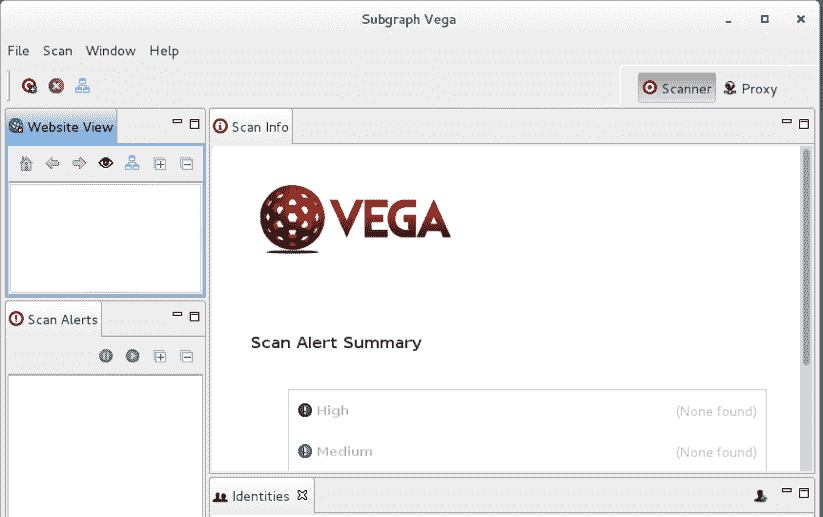 Subgraph Vega
File Scan Window Help
Scanner Proxy
Website View
Scan Info
VEGA
Scan Alerts
Scan Alert Summary
High (None found)
Medium (None found)
Identities